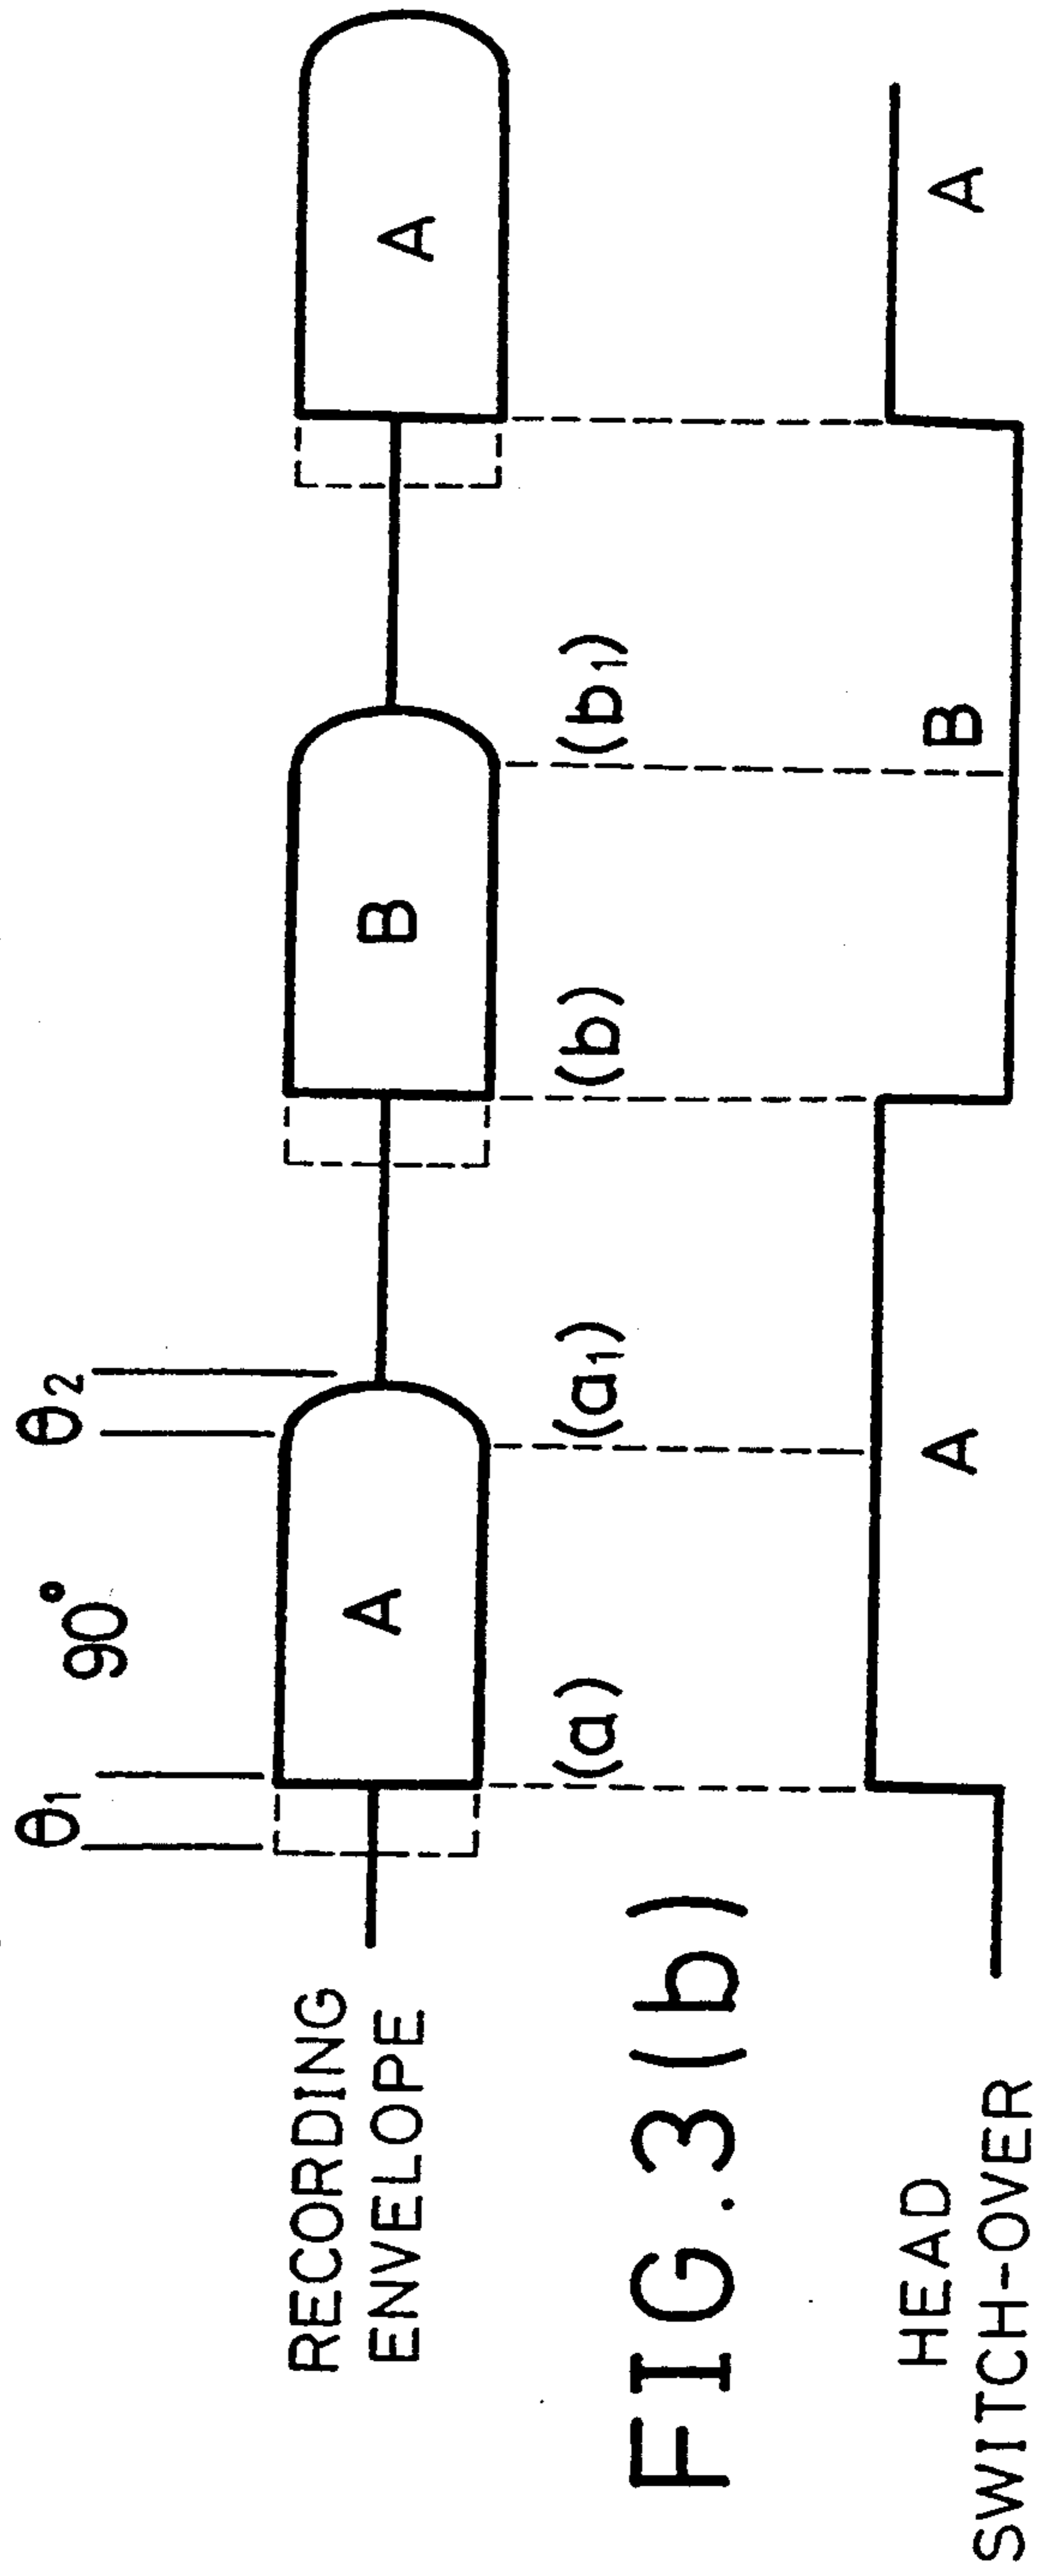 θ₁
90°
θ₂
RECORDING
ENVELOPE
A
B
A
(a)
(a₁)
(b)
(b₁)
FIG.3(b)
HEAD
SWITCH-OVER
A
B
A